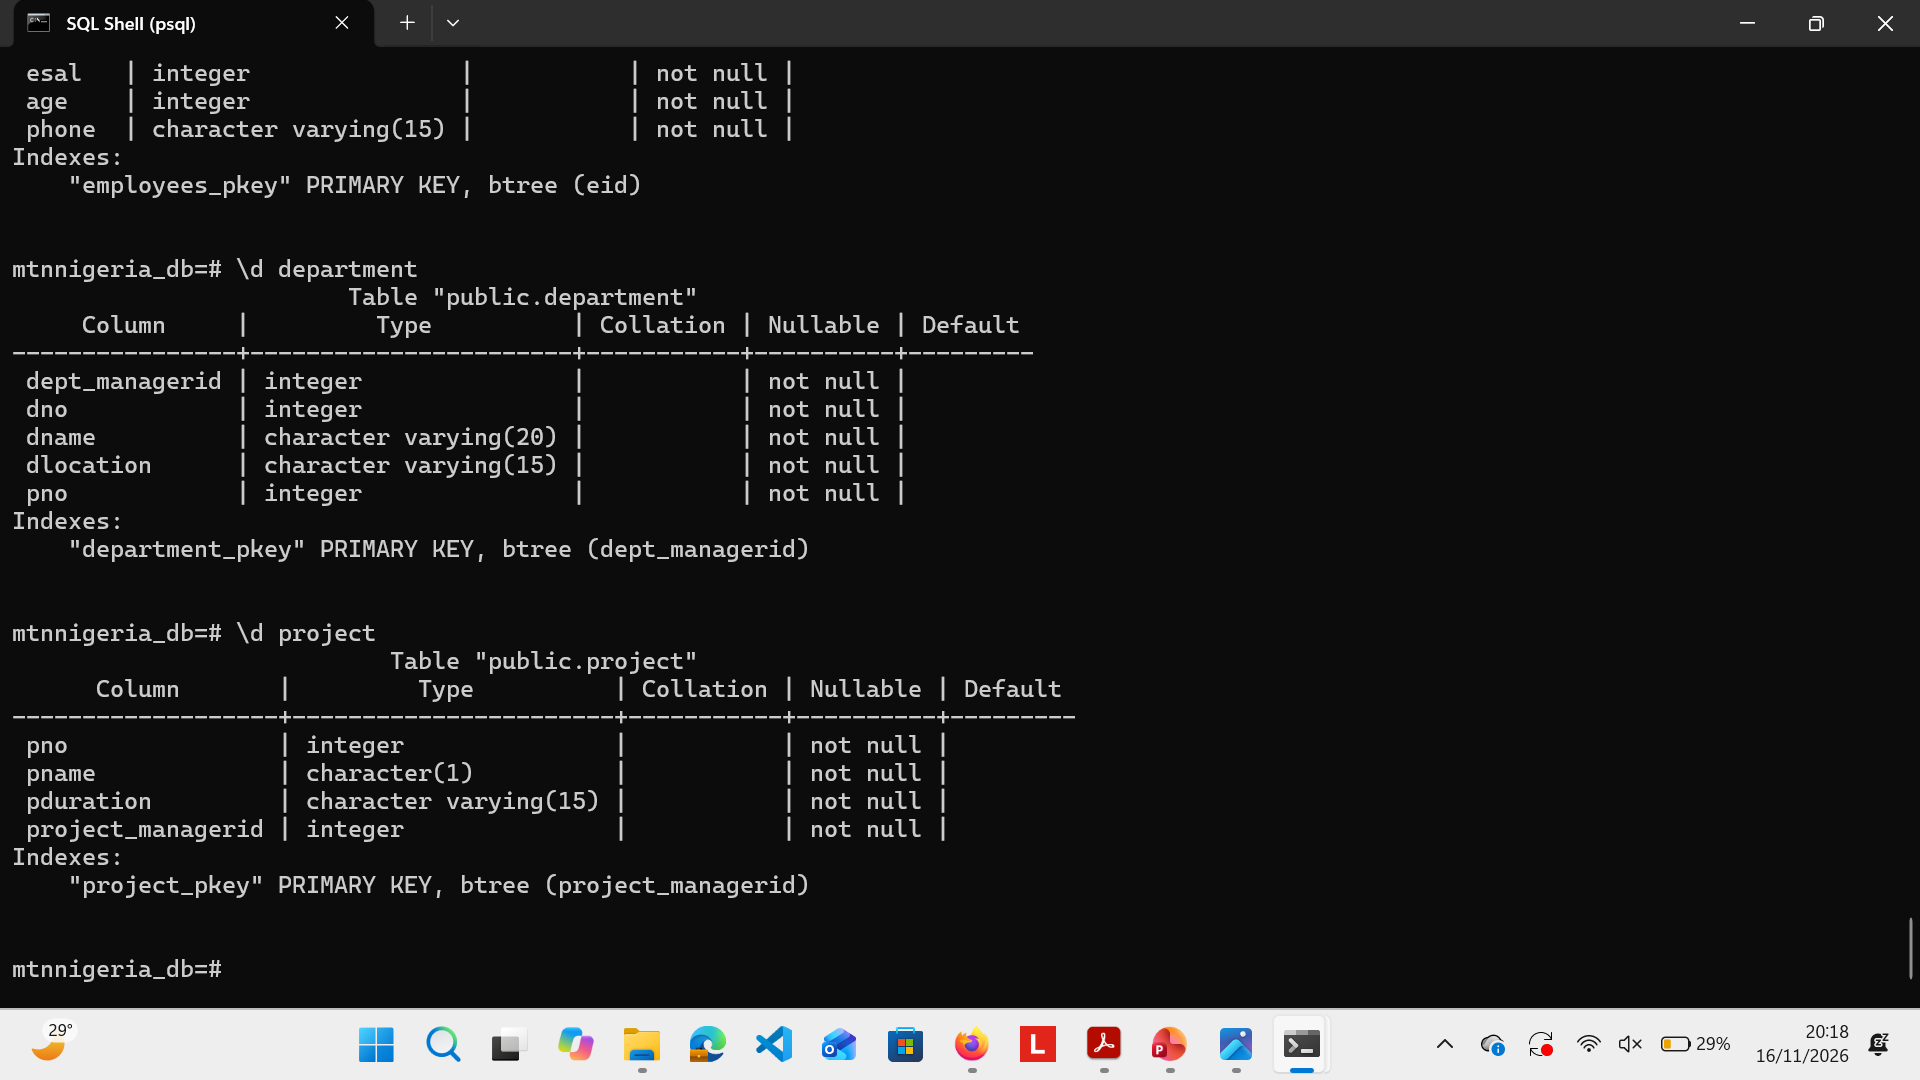 SQL Shell (psql)
 esal   | integer               |           | not null |
 age    | integer               |           | not null |
 phone  | character varying(15) |           | not null |
Indexes:
    "employees_pkey" PRIMARY KEY, btree (eid)
mtnnigeria_db=# \d department
                        Table "public.department"
     Column     |         Type          | Collation | Nullable | Default
----------------+-----------------------+-----------+----------+---------
 dept_managerid | integer               |           | not null |
 dno            | integer               |           | not null |
 dname          | character varying(20) |           | not null |
 dlocation      | character varying(15) |           | not null |
 pno            | integer               |           | not null |
Indexes:
    "department_pkey" PRIMARY KEY, btree (dept_managerid)
mtnnigeria_db=# \d project
                           Table "public.project"
      Column       |         Type          | Collation | Nullable | Default
-------------------+-----------------------+-----------+----------+---------
 pno               | integer               |           | not null |
 pname             | character(1)          |           | not null |
 pduration         | character varying(15) |           | not null |
 project_managerid | integer               |           | not null |
Indexes:
    "project_pkey" PRIMARY KEY, btree (project_managerid)
mtnnigeria_db=#
29°
29%
20:18
16/11/2026